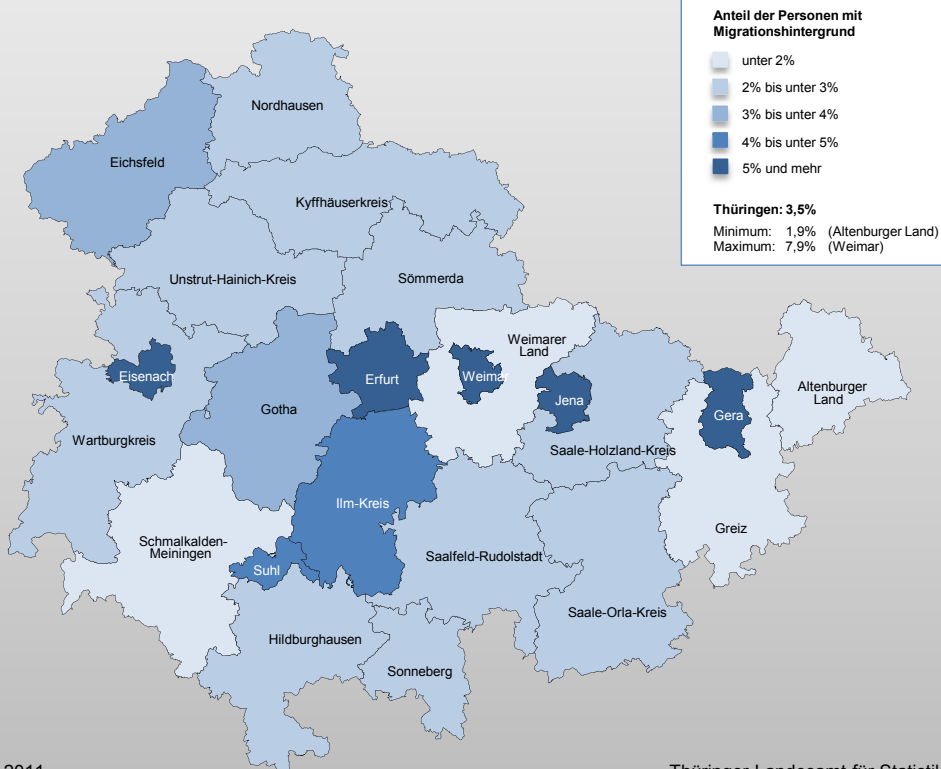 Anteil der Personen mit
Migrationshintergrund
unter 2%
2% bis unter 3%
3% bis unter 4%
4% bis unter 5%
5% und mehr
Thüringen: 3,5%
Minimum: 1,9% (Altenburger Land)
Maximum: 7,9% (Weimar)
Nordhausen
Eichsfeld
Kyffhäuserkreis
Unstrut-Hainich-Kreis
Sömmerda
Weimarer
Land
Eisenach
Erfurt
Weimar
Altenburger
Land
Jena
Gotha
Gera
Wartburgkreis
Saale-Holzland-Kreis
Ilm-Kreis
Greiz
Schmalkalden-
Meiningen
Saalfeld-Rudolstadt
Suhl
Saale-Orla-Kreis
Hildburghausen
Sonneberg